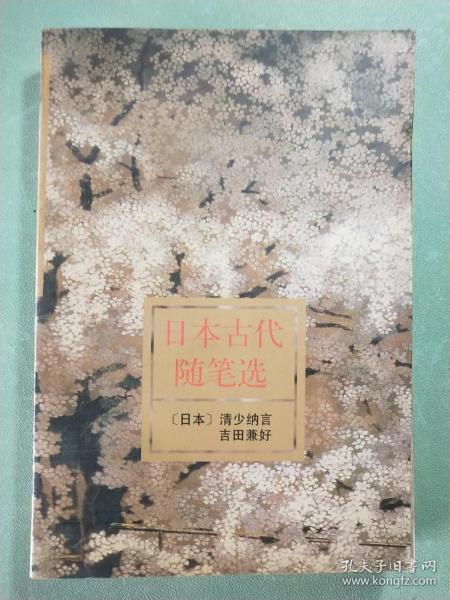 日本古代
随笔选
〔日本〕清少纳言
吉田兼好
孔夫子旧书网
www.kongfz.com